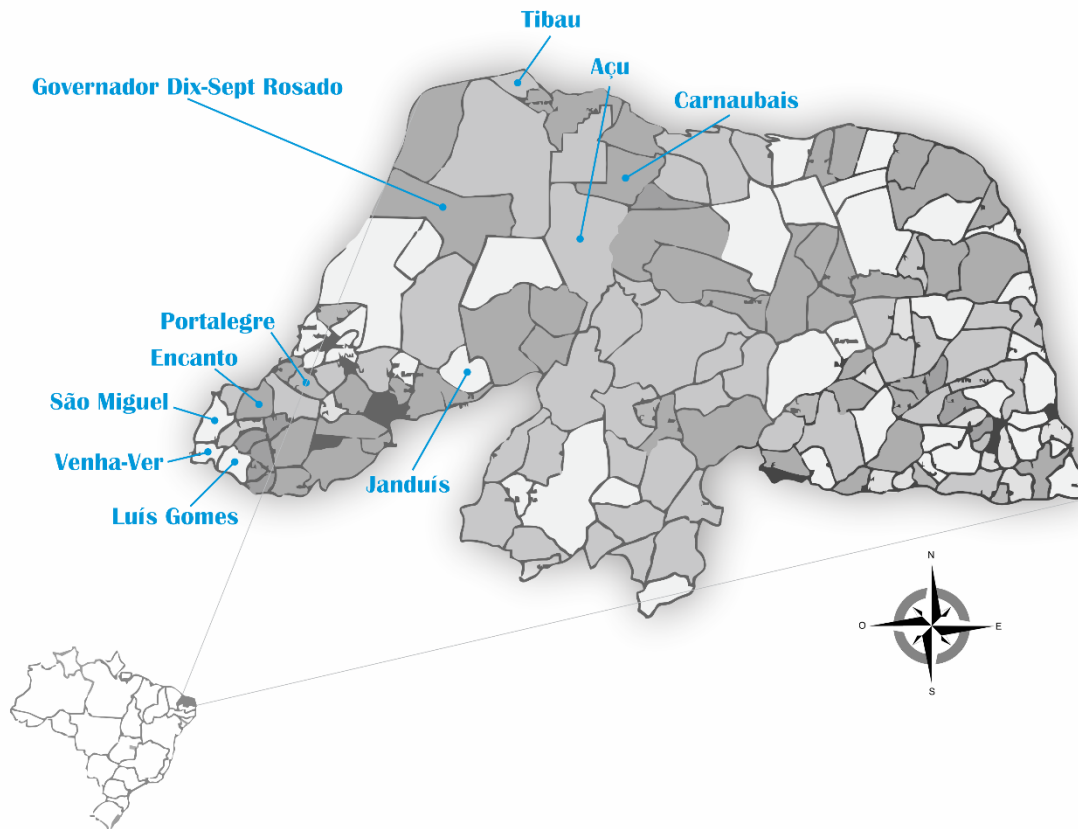 Tibau
Açu
Governador Dix-Sept Rosado
Carnaubais
Portalegre
Encanto
São Miguel
Venha-Ver
Janduís
Luís Gomes
N
O
E
S